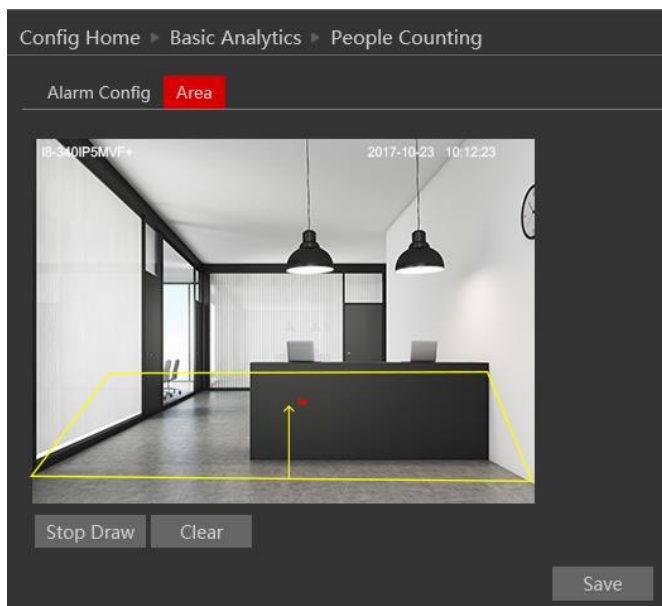 Config Home ▶ Basic Analytics ▶ People Counting
Alarm Config Area
I8-340IP5MVF+ 2017-10-23 10:12:23
Stop Draw Clear
Save